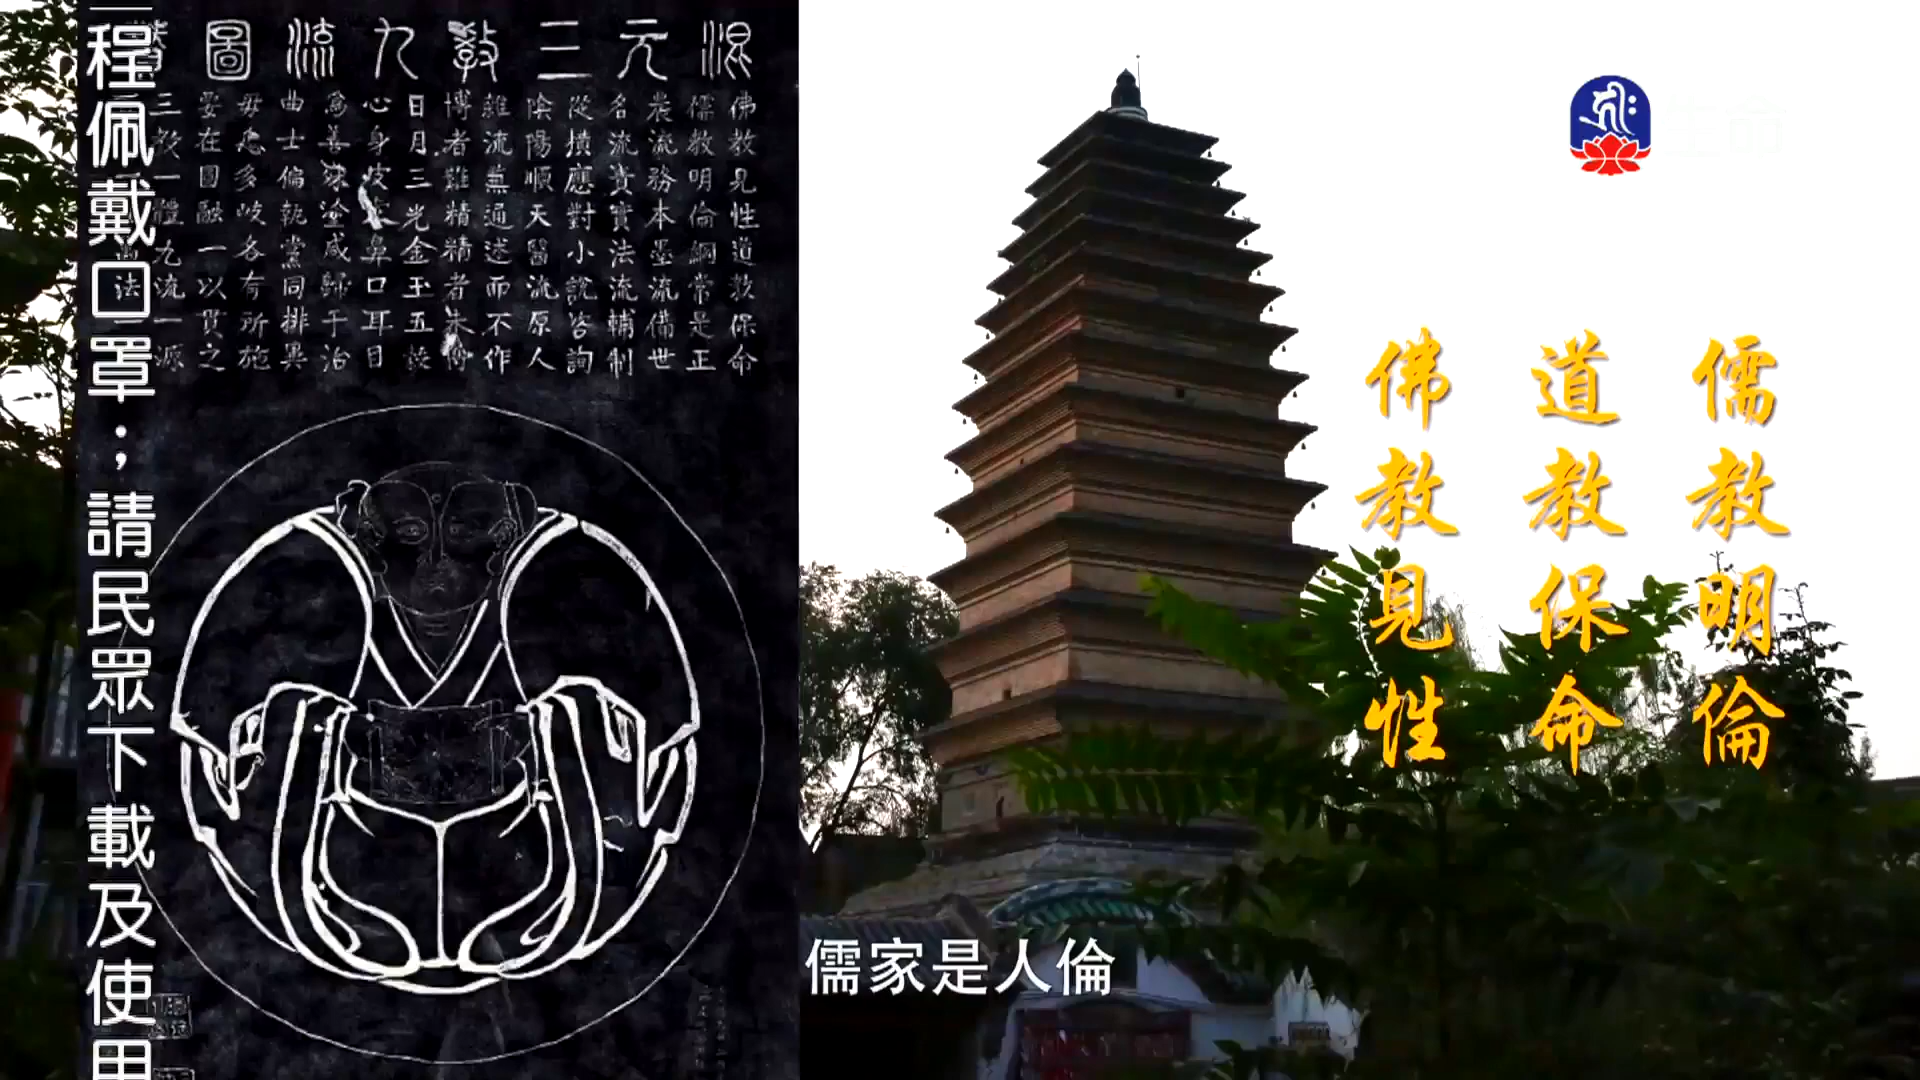 混元三教九流圖
佛教見性道教保命
儒教明倫綱常是正
農流務本墨流備世
名流責實法流輔制
從橫應對小說咨詢
陰陽順天醫流原人
雜流兼通述而不作
博者難精精者未備
日月三光金玉五穀
心身皮鼻口耳目
爲善殊塗咸歸于治
曲士偏執黨同排異
毋患多岐各有所施
要在圓融一以貫之
三教一體九流一源
法
程佩戴口罩；請民眾下載及使用
儒教明倫
道教保命
佛教見性
生命
儒家是人倫